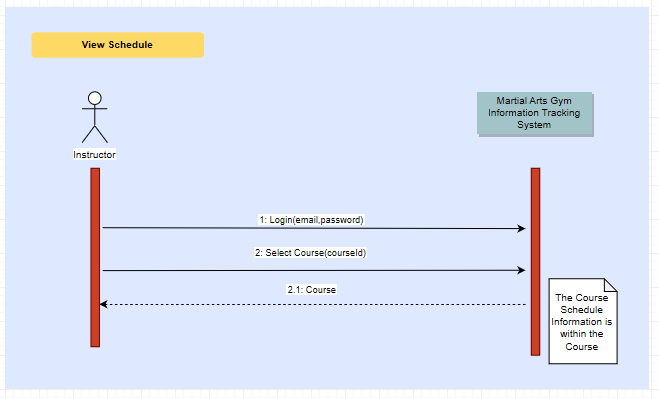 View Schedule
Martial Arts Gym
Information Tracking
System
Instructor
1: Login(email,password)
2: Select Course(courseId)
2.1: Course
The Course
Schedule
Information is
within the
Course